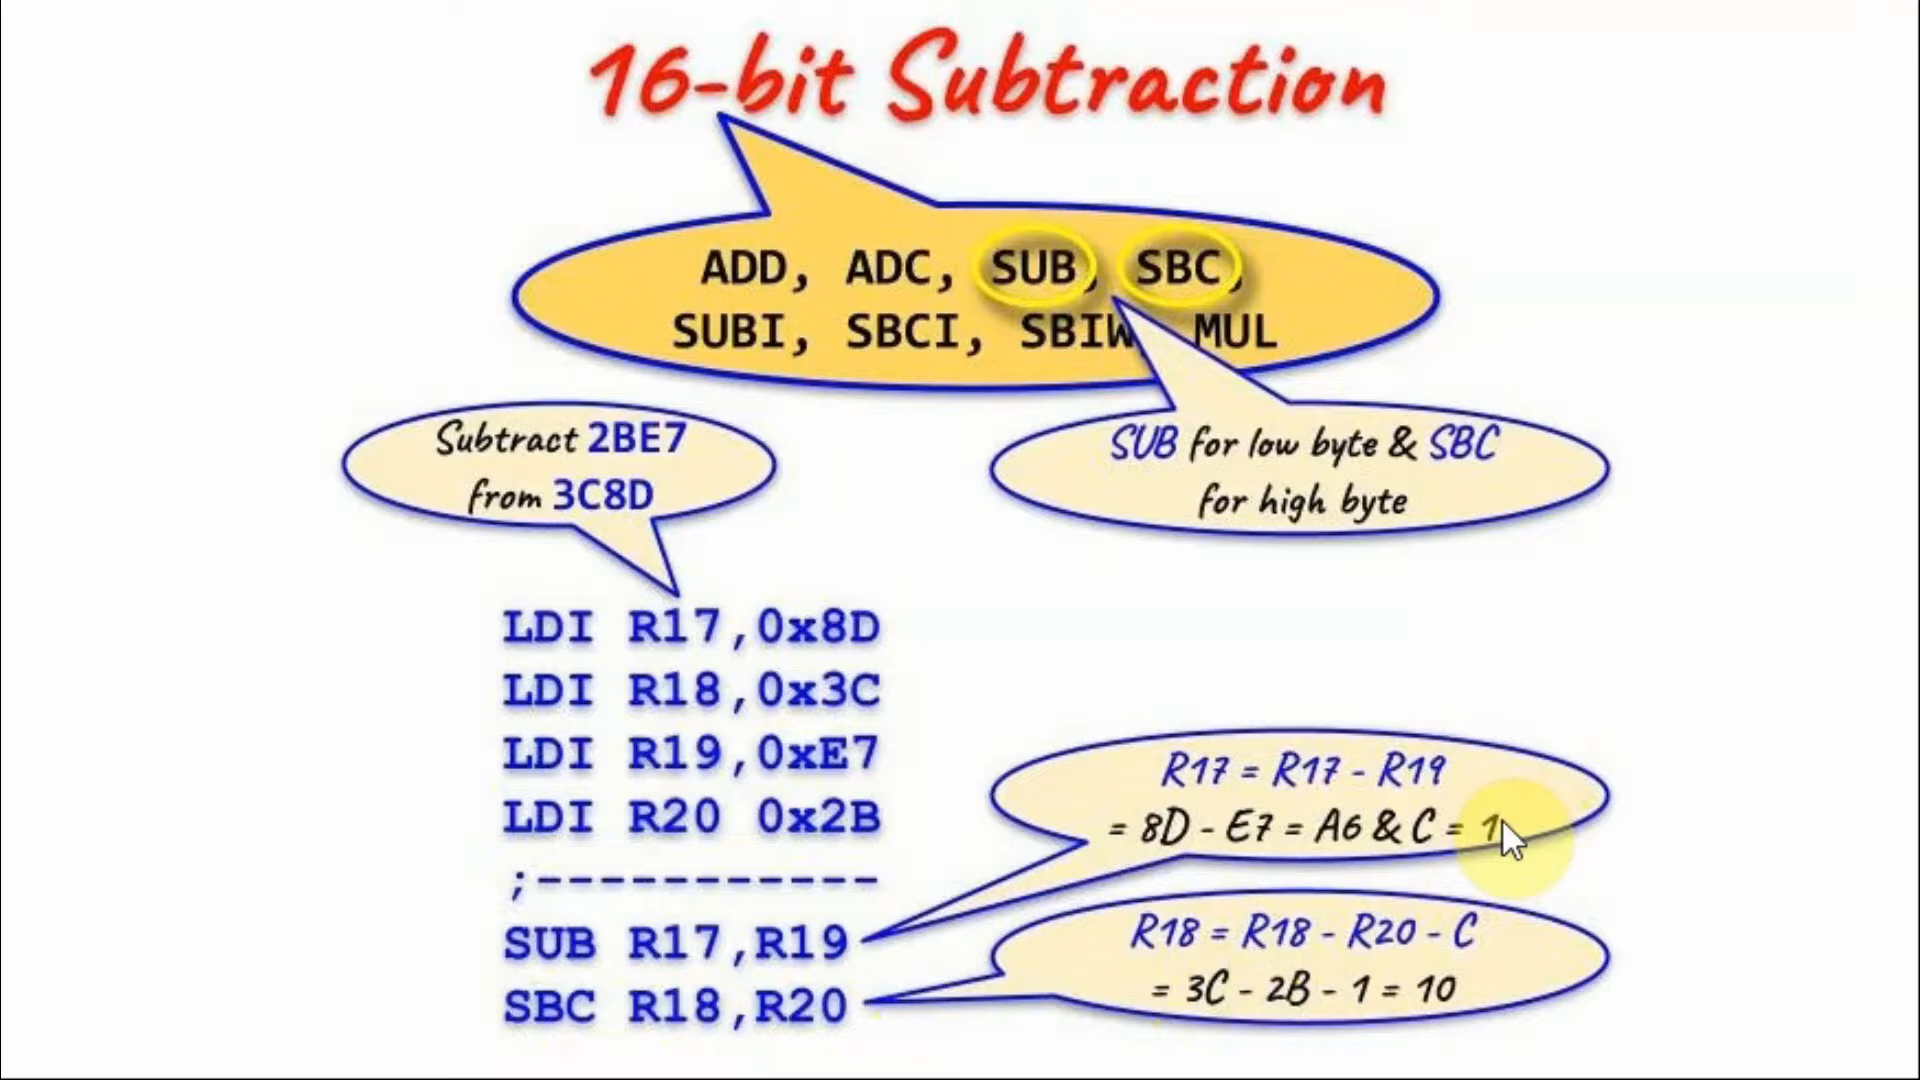 16-bit Subtraction
ADD, ADC, SUB, SBC,
SUBI, SBCI, SBIW, MUL
Subtract 2BE7
from 3C8D
SUB for low byte & SBC
for high byte
LDI R17,0x8D
LDI R18,0x3C
LDI R19,0xE7
LDI R20 0x2B
;-----------
SUB R17,R19
SBC R18,R20
R17 = R17 - R19
= 8D - E7 = A6 & C = 1
R18 = R18 - R20 - C
= 3C - 2B - 1 = 10